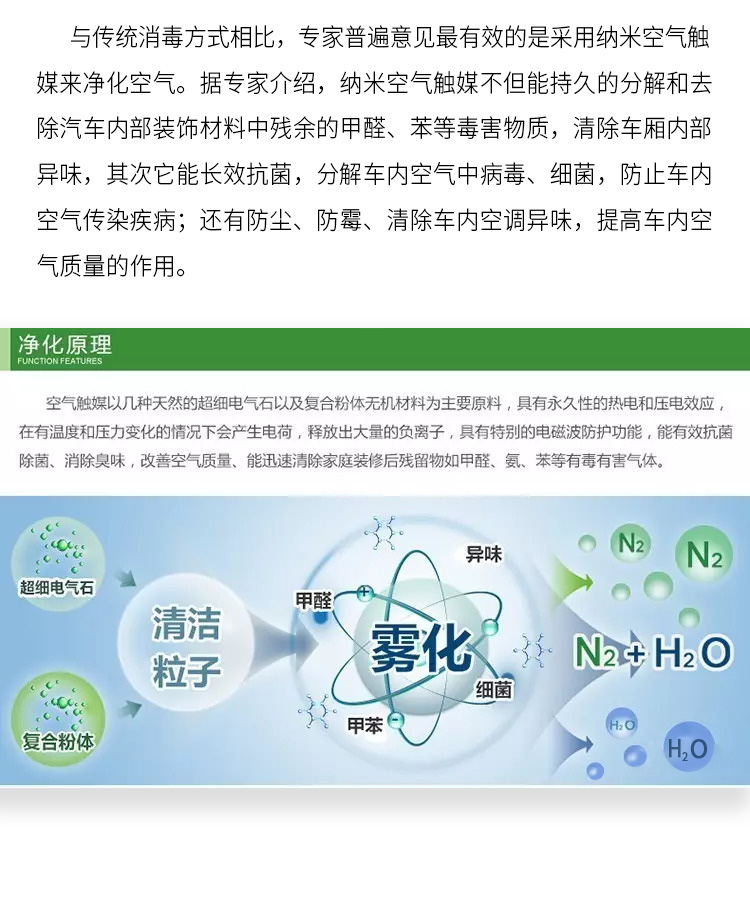 与传统消毒方式相比，专家普遍意见最有效的是采用纳米空气触
媒来净化空气。据专家介绍，纳米空气触媒不但能持久的分解和去
除汽车内部装饰材料中残余的甲醛、苯等毒害物质，清除车厢内部
异味，其次它能长效抗菌，分解车内空气中病毒、细菌，防止车内
空气传染疾病；还有防尘、防霉、清除车内空调异味，提高车内空
气质量的作用。
净化原理
FUNCTION FEATURES
空气触媒以几种天然的超细电气石以及复合粉体无机材料为主要原料，具有永久性的热电和压电效应，
在有温度和压力变化的情况下会产生电荷，释放出大量的负离子，具有特别的电磁波防护功能，能有效抗菌
除菌、消除臭味，改善空气质量、能迅速清除家庭装修后残留物如甲醛、氨、苯等有毒有害气体。
超细电气石
复合粉体
清洁
粒子
异味
甲醛
+
雾化
细菌
甲苯
-
N2
N2
N2+H2O
H2O
H2O